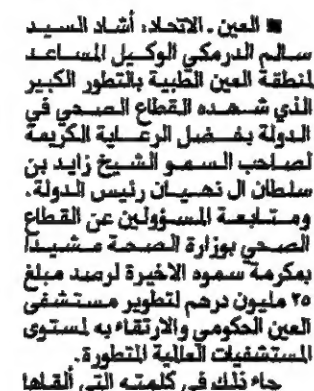 ■ العين ـ الاتحاد: أشاد السيد
سالم الدرمكي الوكيل المساعد
لمنطقة العين الطبية بالتطور الكبير
الذي شهده القطاع الصحي في
الدولة بفضل الرعاية الكريمة
لصاحب السمو الشيخ زايد بن
سلطان ال نهيان رئيس الدولة،
ومتابعة المسؤولين عن القطاع
الصحي بوزارة الصحة مشيدا
بمكرمة سموه الاخيرة لرصد مبلغ
٢٥ مليون درهم لتطوير مستشفى
العين الحكومي والارتقاء به لمستوى
المستشفيات العالمية المتطورة.
جاء ذلك في كلمته التي ألقاها